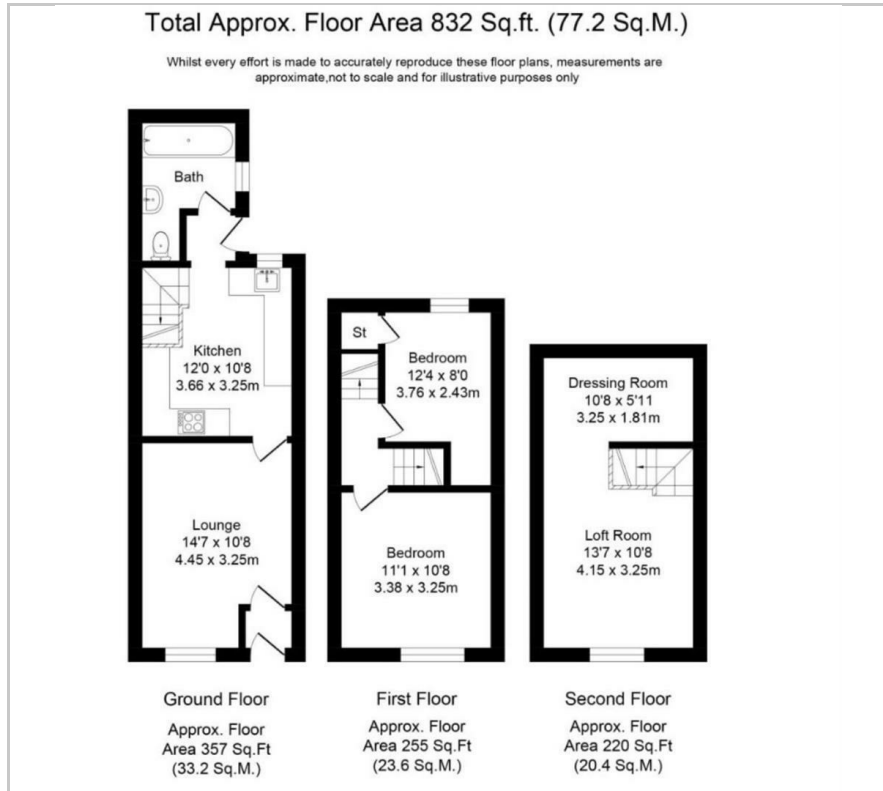 Total Approx. Floor Area 832 Sq.ft. (77.2 Sq.M.)
Whilst every effort is made to accurately reproduce these floor plans, measurements are
approximate,not to scale and for illustrative purposes only
Bath
Kitchen
12'0 x 10'8
3.66 x 3.25m
Lounge
14'7 x 10'8
4.45 x 3.25m
St
Bedroom
12'4 x 8'0
3.76 x 2.43m
Bedroom
11'1 x 10'8
3.38 x 3.25m
Dressing Room
10'8 x 5'11
3.25 x 1.81m
Loft Room
13'7 x 10'8
4.15 x 3.25m
Ground Floor
Approx. Floor
Area 357 Sq.Ft
(33.2 Sq.M.)
First Floor
Approx. Floor
Area 255 Sq.Ft
(23.6 Sq.M.)
Second Floor
Approx. Floor
Area 220 Sq.Ft
(20.4 Sq.M.)